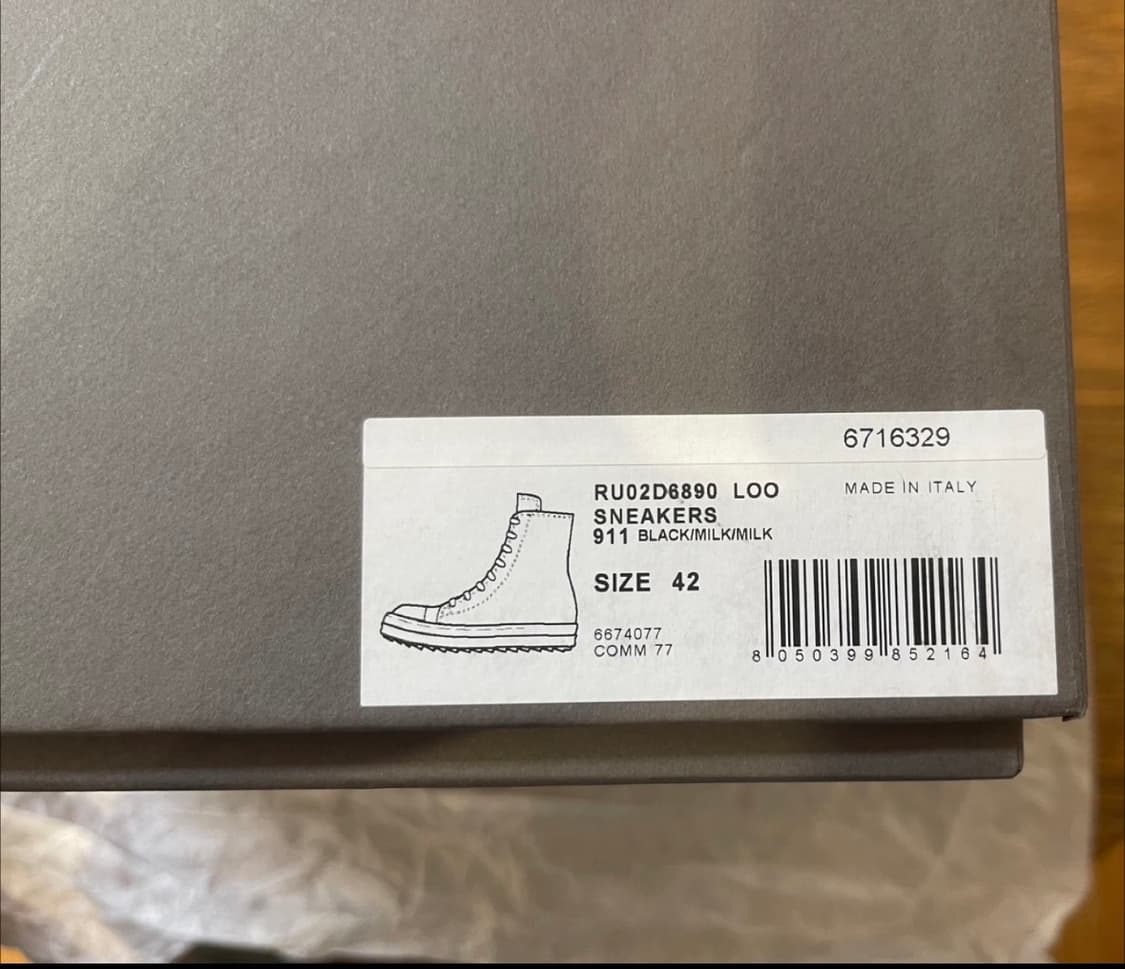 6716329
RU02D6890 LOO
MADE IN ITALY
SNEAKERS
911 BLACK/MILK/MILK
SIZE 42
6674077
COMM 77
8 050399 852164